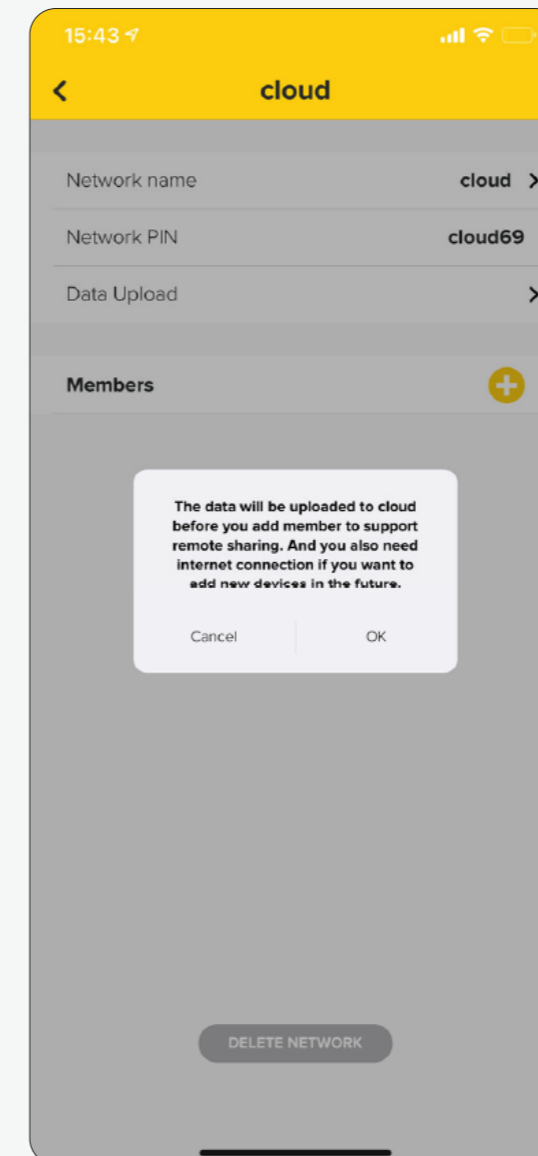 15:43
cloud
Network name cloud
Network PIN cloud69
Data Upload
Members
The data will be uploaded to cloud
before you add member to support
remote sharing. And you also need
internet connection if you want to
add new devices in the future.
Cancel OK
DELETE NETWORK